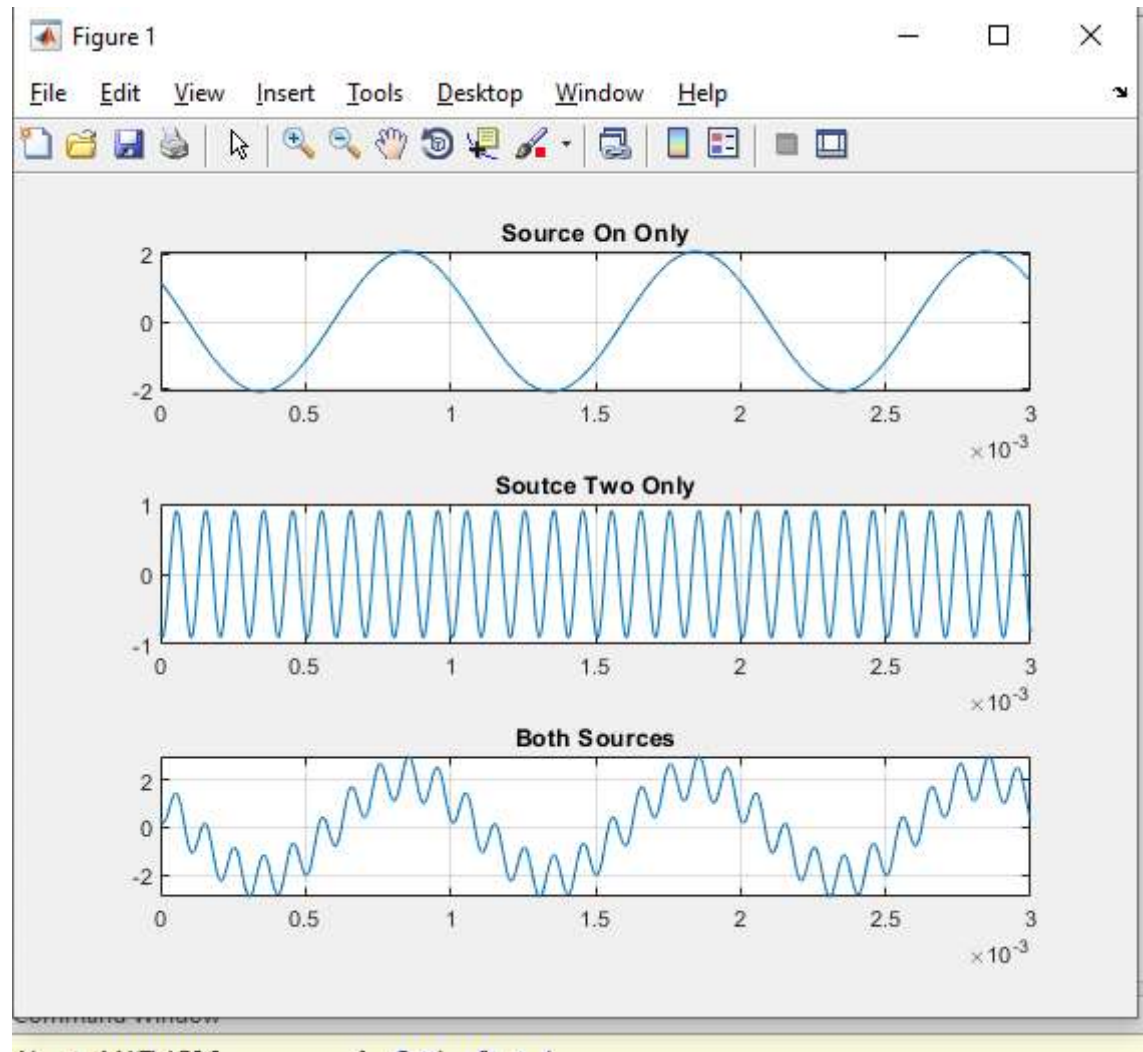 Figure 1
File Edit View Insert Tools Desktop Window Help
Source On Only
2
0
-2
0 0.5 1 1.5 2 2.5 3
×10⁻³
Soutce Two Only
1
0
-1
0 0.5 1 1.5 2 2.5 3
×10⁻³
Both Sources
2
0
-2
0 0.5 1 1.5 2 2.5 3
×10⁻³
Command Window